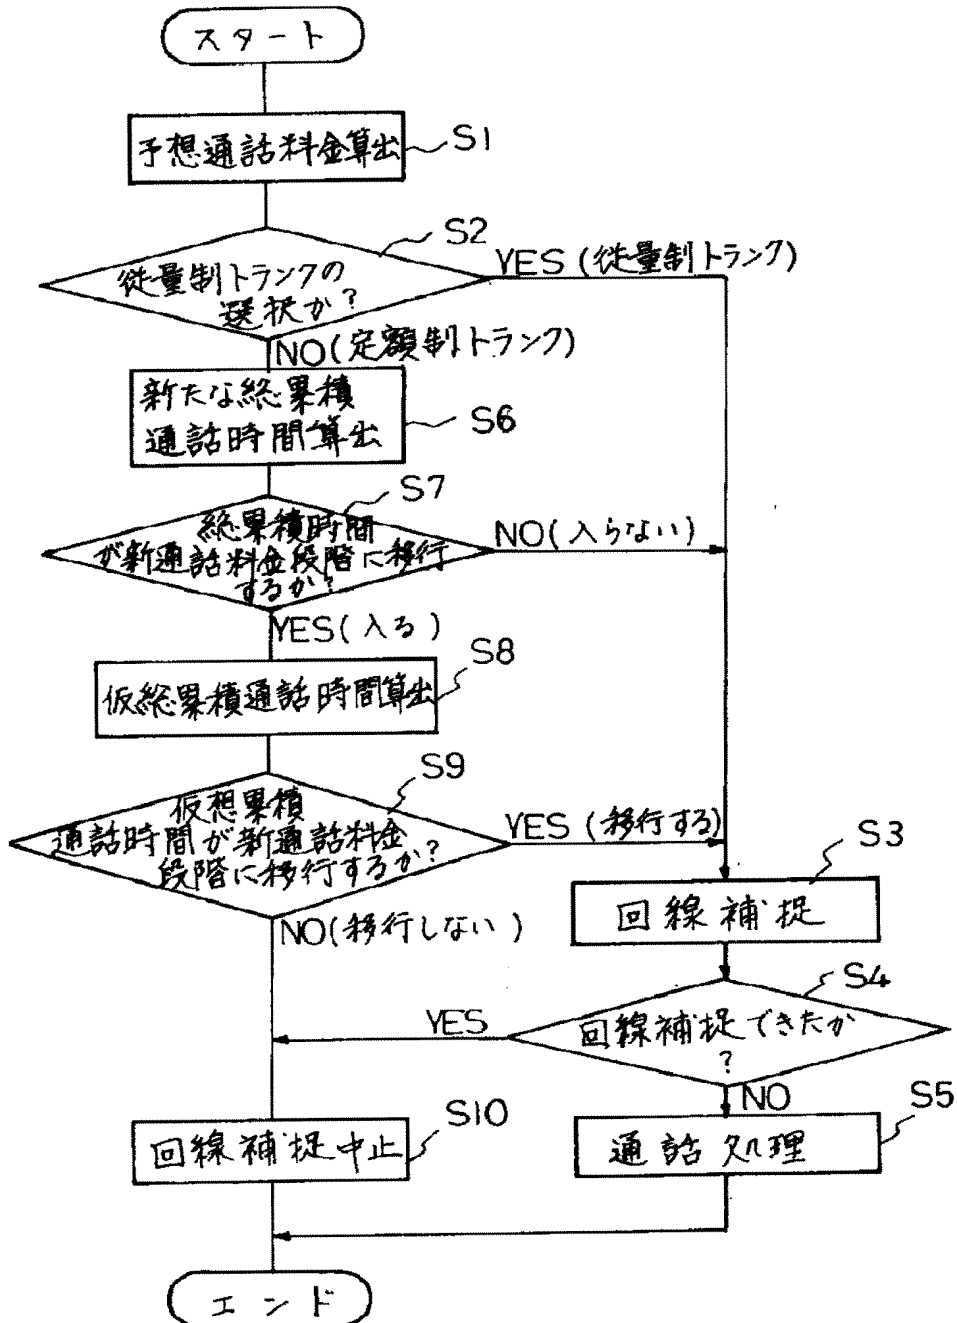 スタート
予想通話料金算出
S1
S2
従量制トランクの
選択か?
YES (従量制トランク)
NO(定額制トランク)
新たな総累積
通話時間算出
S6
S7
総累積時間
が新通話料金段階に移行
するか?
NO(入らない)
YES(入る)
S8
仮総累積通話時間算出
S9
仮想累積
通話時間が新通話料金
段階に移行するか?
YES (移行する)
NO(移行しない)
S3
回線補捉
S4
回線補捉できたか
?
YES
NO
S5
通話処理
S10
回線補捉中止
エンド